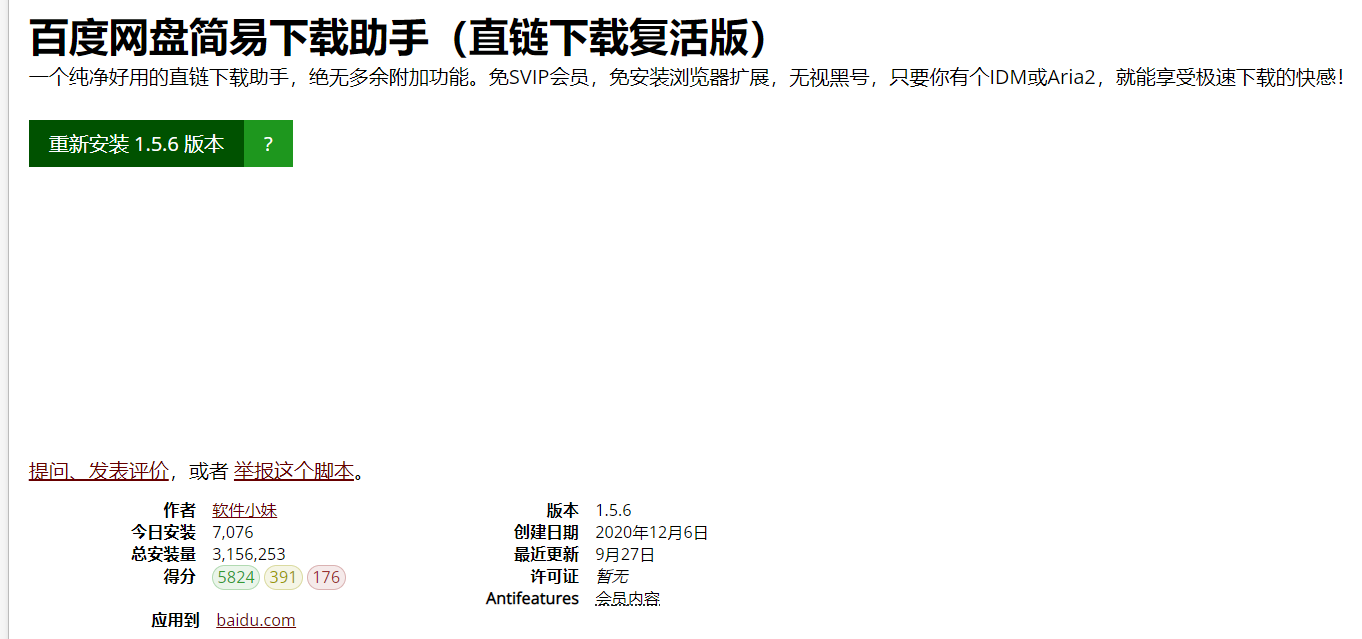 百度网盘简易下载助手（直链下载复活版）
一个纯净好用的直链下载助手，绝无多余附加功能。免SVIP会员，免安装浏览器扩展，无视黑号，只要你有个IDM或Aria2，就能享受极速下载的快感！
重新安装 1.5.6 版本 ?
提问、发表评价，或者 举报这个脚本。
作者 软件小妹
今日安装 7,076
总安装量 3,156,253
得分 5824 391 176
应用到 baidu.com
版本 1.5.6
创建日期 2020年12月6日
最近更新 9月27日
许可证 暂无
Antifeatures 会员内容